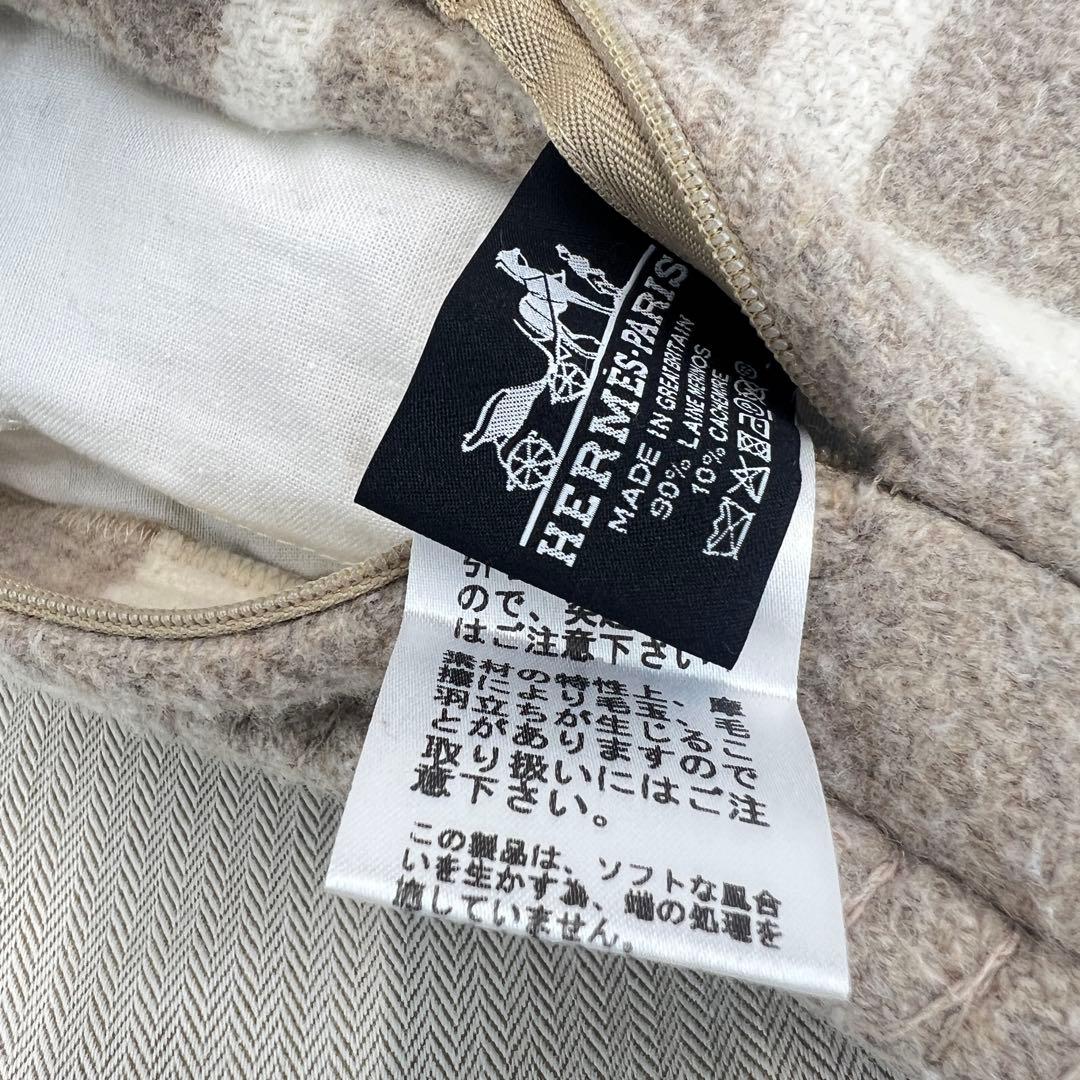 HERMÈS-PARIS
MADE IN GREAT BRITAIN
90% LAINE MERINOS
10% CACHEMIRE
ので、
はご注意下さい
素材の特性上、摩
擦により毛玉、毛
羽立ちが生じるこ
とがありますので
取り扱いにはご注
意下さい。
この製品は、ソフトな風合
いを生かす為、端の処理を
施していません。